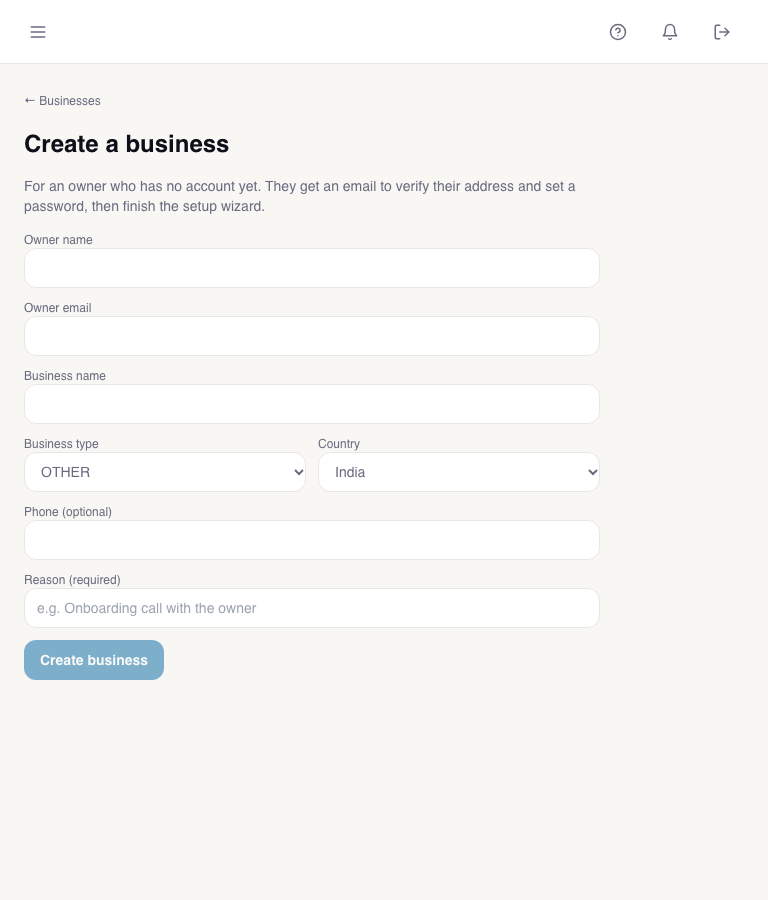 ← Businesses
Create a business
For an owner who has no account yet. They get an email to verify their address and set a
password, then finish the setup wizard.
Owner name
Owner email
Business name
Business type
Country
OTHER
India
Phone (optional)
Reason (required)
e.g. Onboarding call with the owner
Create business